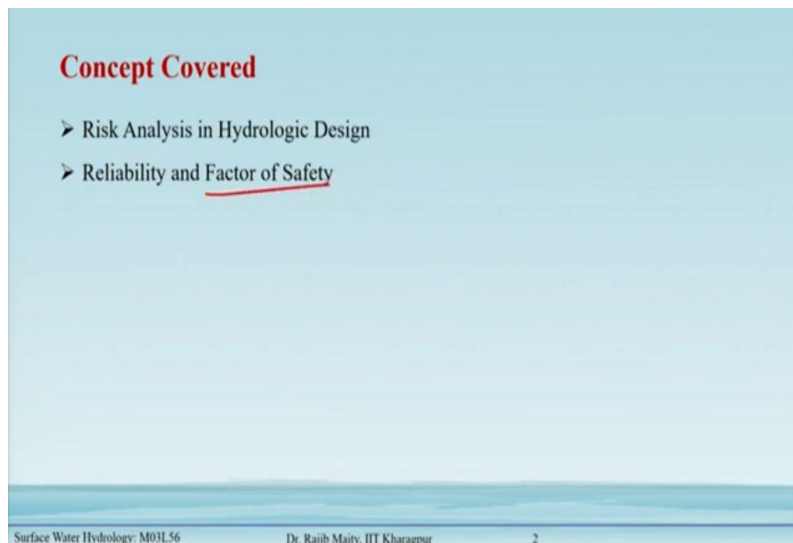 Concept Covered
➤ Risk Analysis in Hydrologic Design
➤ Reliability and Factor of Safety
Surface Water Hydrology: M03L56 Dr. Rajib Maity, IIT Kharagpur 2